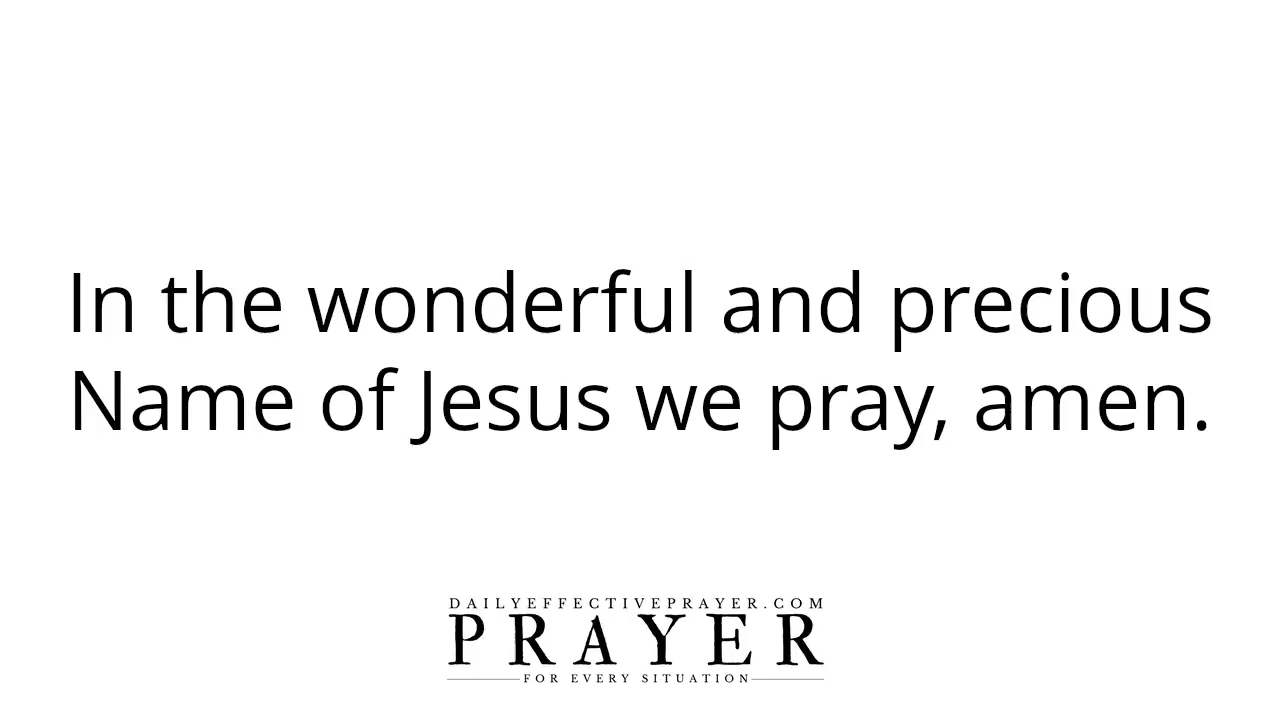 In the wonderful and precious
Name of Jesus we pray, amen.
DAILYEFFECTIVEPRAYER.COM
PRAYER
FOR EVERY SITUATION